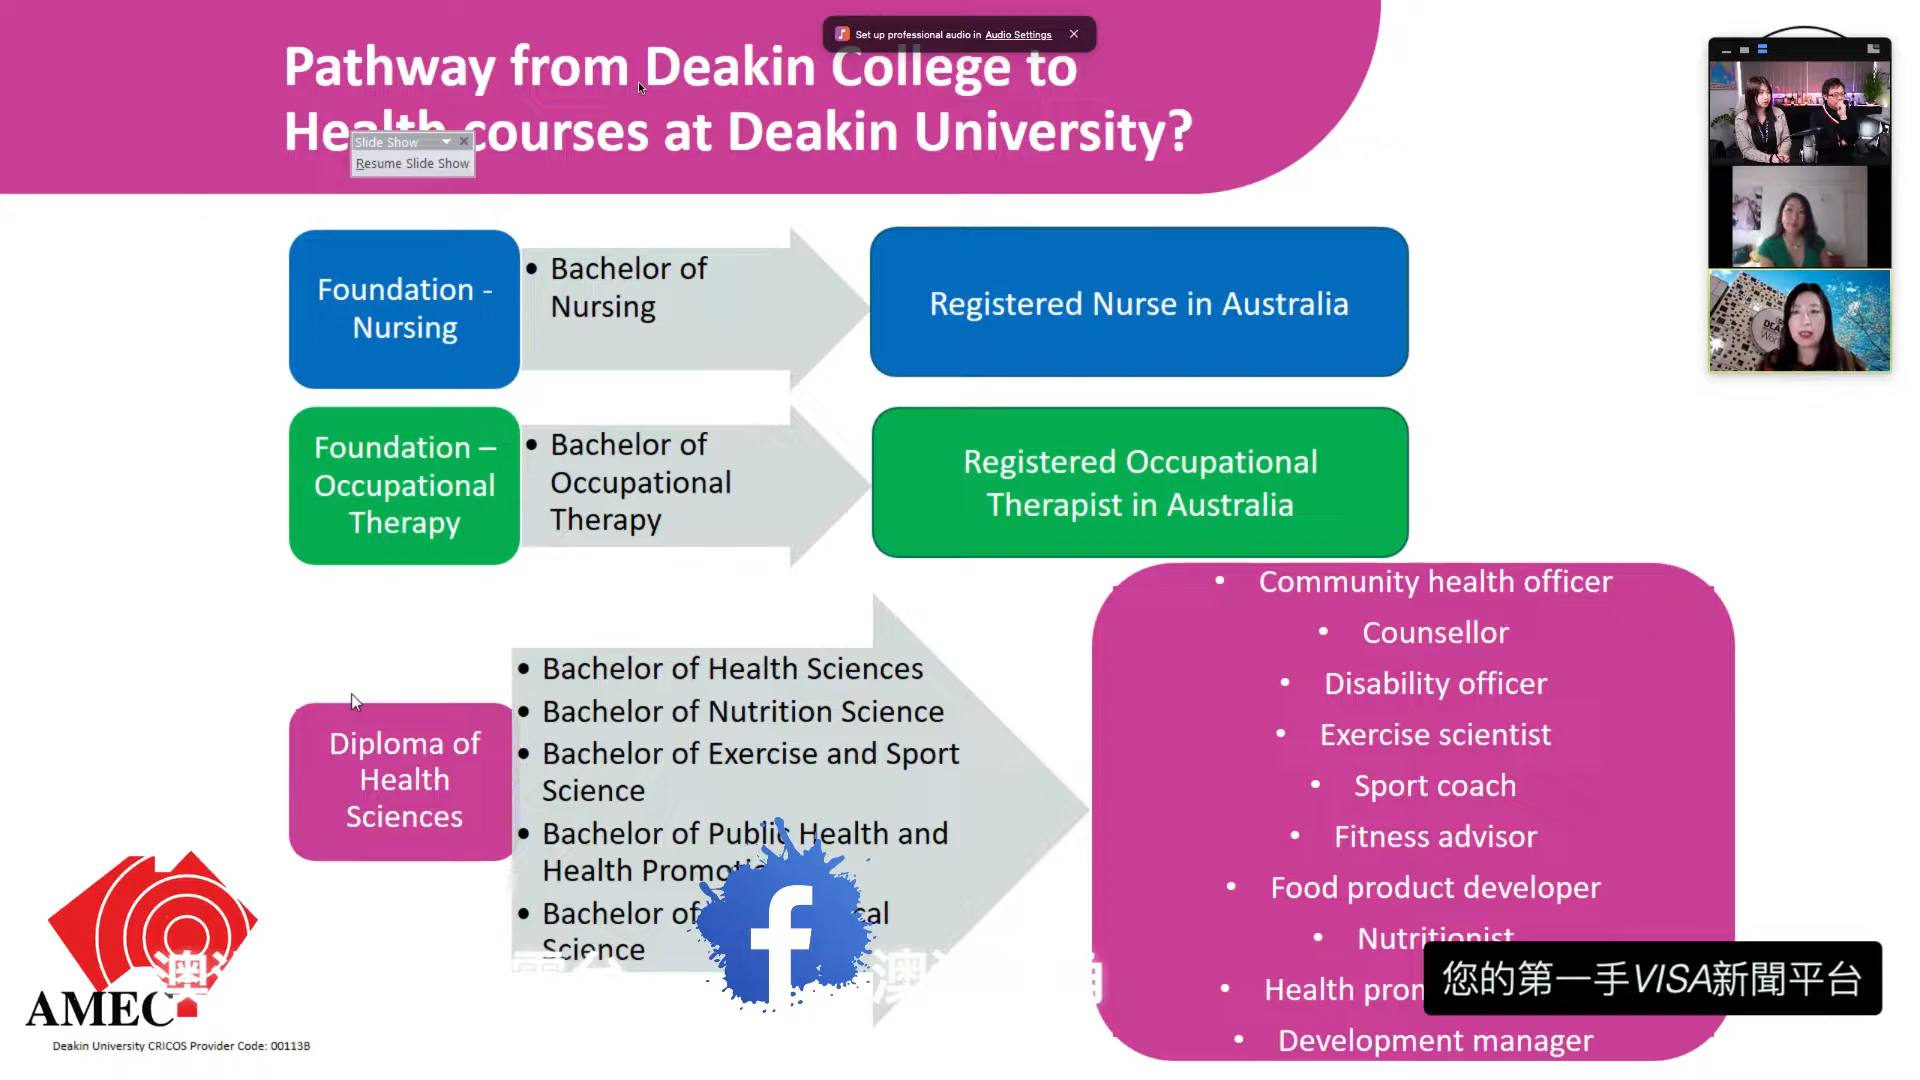 Set up professional audio in Audio Settings
Pathway from Deakin College to
Health courses at Deakin University?
Slide Show
Resume Slide Show
Foundation -
Nursing
• Bachelor of
Nursing
Registered Nurse in Australia
Foundation –
Occupational
Therapy
• Bachelor of
Occupational
Therapy
Registered Occupational
Therapist in Australia
Diploma of
Health
Sciences
• Bachelor of Health Sciences
• Bachelor of Nutrition Science
• Bachelor of Exercise and Sport
Science
• Bachelor of Public Health and
Health
• Bachelor of
Science
• Community health officer
• Counsellor
• Disability officer
• Exercise scientist
• Sport coach
• Fitness advisor
• Food product developer
• Nutritionist
• Health
• Development manager
您的第一手VISA新聞平台
AMEC
Deakin University CRICOS Provider Code: 00113B